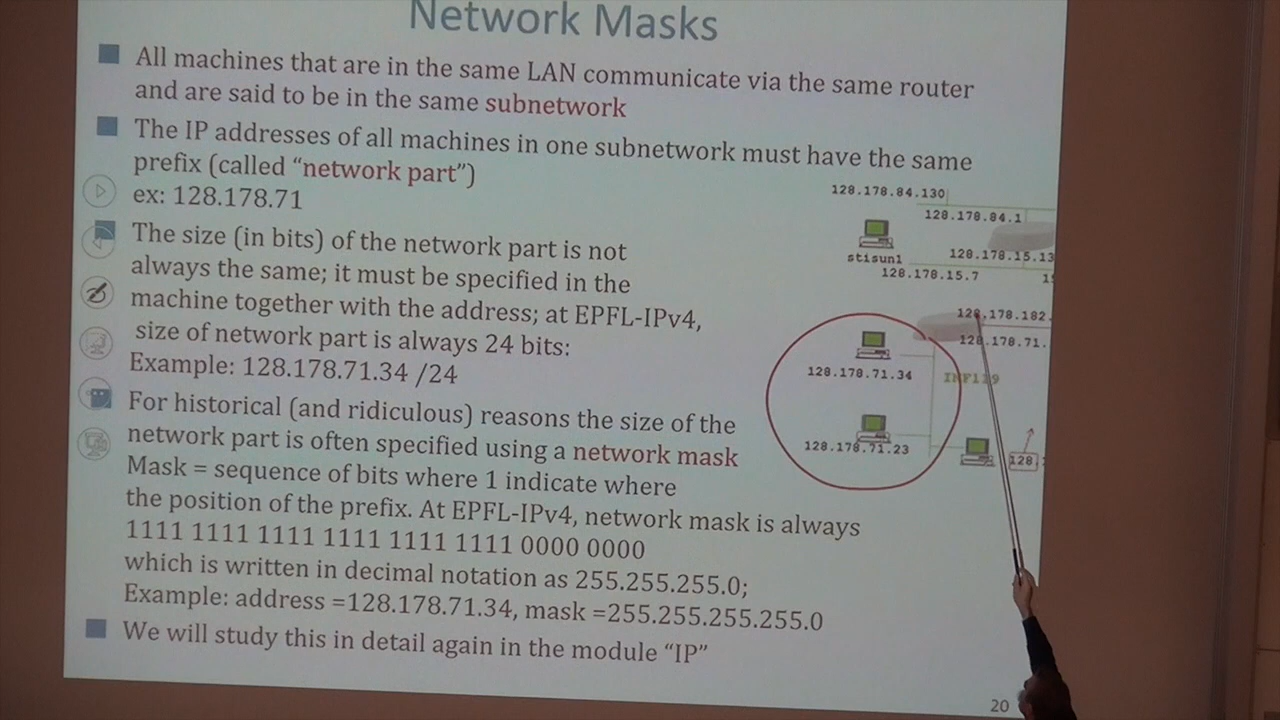 Network Masks
All machines that are in the same LAN communicate via the same router
and are said to be in the same subnetwork
The IP addresses of all machines in one subnetwork must have the same
prefix (called “network part”)
ex: 128.178.71
The size (in bits) of the network part is not
always the same; it must be specified in the
machine together with the address; at EPFL-IPv4,
size of network part is always 24 bits:
Example: 128.178.71.34 /24
For historical (and ridiculous) reasons the size of the
network part is often specified using a network mask
Mask = sequence of bits where 1 indicate where
the position of the prefix. At EPFL-IPv4, network mask is always
1111 1111 1111 1111 1111 1111 0000 0000
which is written in decimal notation as 255.255.255.0;
Example: address =128.178.71.34, mask =255.255.255.255.0
We will study this in detail again in the module “IP”
128.178.84.130
128.178.84.1
stisun1
128.178.15.13
128.178.15.7
128.178.182.
128.178.71.
128.178.71.34
INF119
128.178.71.23
128
20